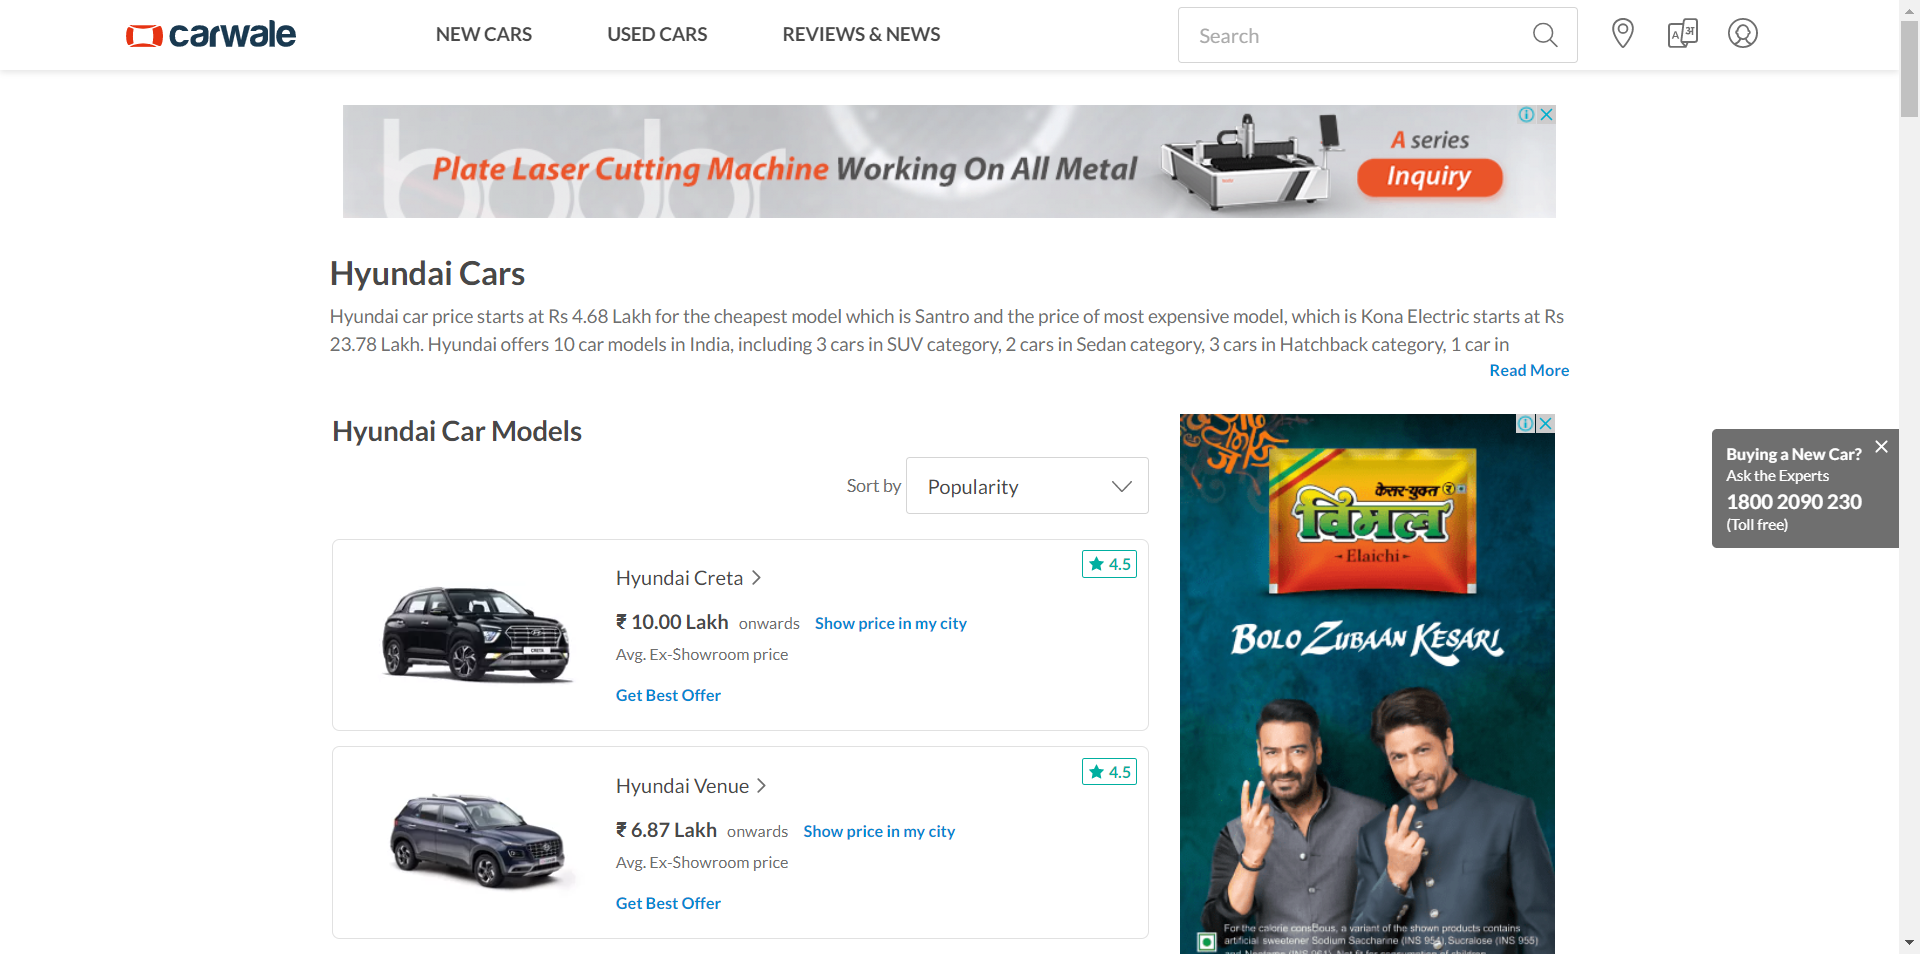 carwale
NEW CARS
USED CARS
REVIEWS & NEWS
Search
bodor
Plate Laser Cutting Machine Working On All Metal
A series
Inquiry
Hyundai Cars
Hyundai car price starts at Rs 4.68 Lakh for the cheapest model which is Santro and the price of most expensive model, which is Kona Electric starts at Rs
23.78 Lakh. Hyundai offers 10 car models in India, including 3 cars in SUV category, 2 cars in Sedan category, 3 cars in Hatchback category, 1 car in
Read More
Hyundai Car Models
Sort by
Popularity
Hyundai Creta
4.5
₹ 10.00 Lakh onwards Show price in my city
Avg. Ex-Showroom price
Get Best Offer
CRETA
Hyundai Venue
4.5
₹ 6.87 Lakh onwards Show price in my city
Avg. Ex-Showroom price
Get Best Offer
केसर-युक्त
विमल
Elaichi
BOLO ZUBAAN KESARI
For the calorie conscious, a variant of the shown products contains
artificial sweetener Sodium Saccharine (INS 954), Sucralose (INS 955)
Buying a New Car?
Ask the Experts
1800 2090 230
(Toll free)